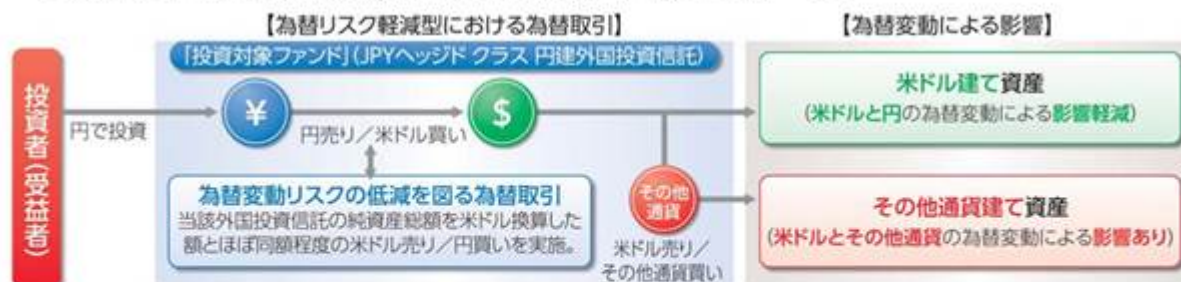 【為替リスク軽減型における為替取引】
【為替変動による影響】
「投資対象ファンド」(JPYヘッジド クラス 円建外国投資信託)
投資者(受益者)
円で投資
¥
円売り/米ドル買い
$
為替変動リスクの低減を図る為替取引
当該外国投資信託の純資産総額を米ドル換算した
額とほぼ同額程度の米ドル売り/円買いを実施。
その他
通貨
米ドル売り/
その他通貨買い
米ドル建て資産
(米ドルと円の為替変動による影響軽減)
その他通貨建て資産
(米ドルとその他通貨の為替変動による影響あり)